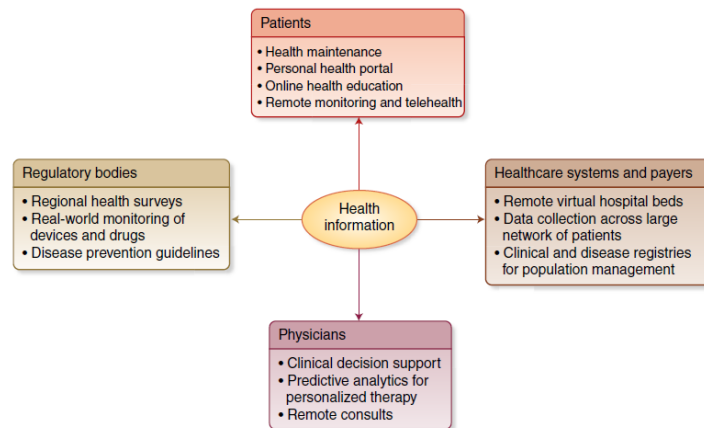 Patients
• Health maintenance
• Personal health portal
• Online health education
• Remote monitoring and telehealth
Regulatory bodies
• Regional health surveys
• Real-world monitoring of
devices and drugs
• Disease prevention guidelines
Health
information
Healthcare systems and payers
• Remote virtual hospital beds
• Data collection across large
network of patients
• Clinical and disease registries
for population management
Physicians
• Clinical decision support
• Predictive analytics for
personalized therapy
• Remote consults